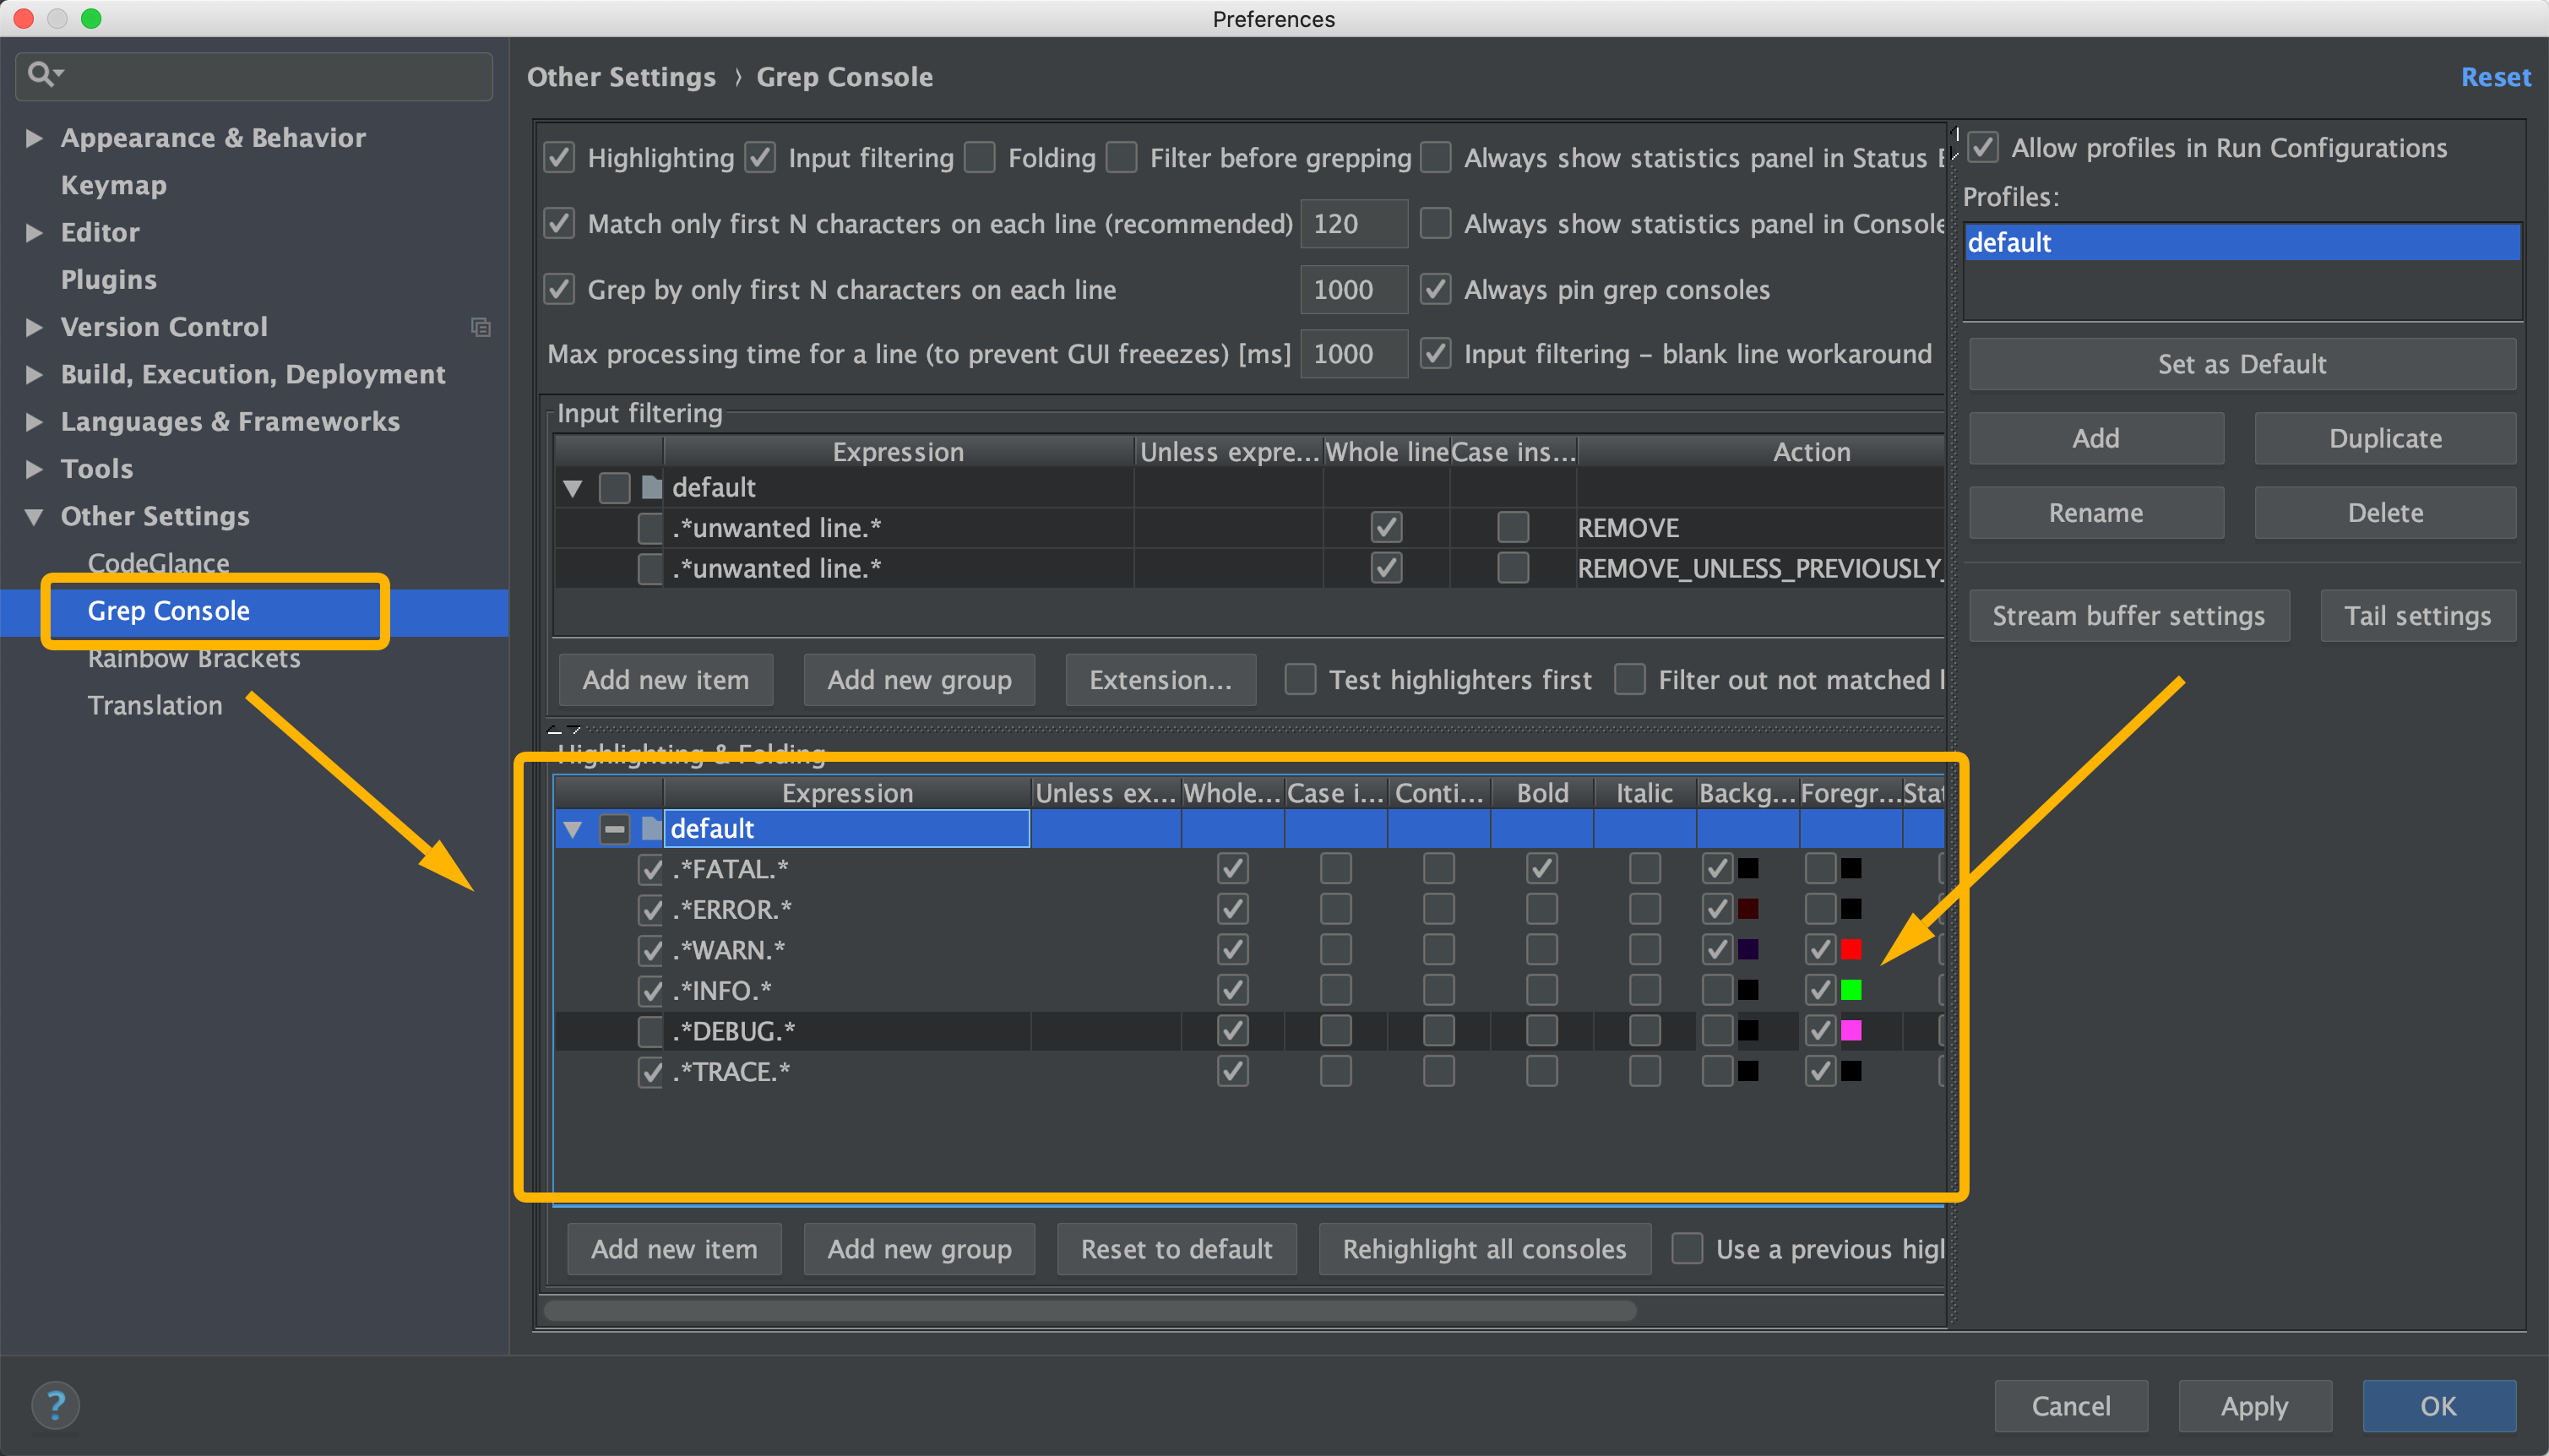 Preferences
Other Settings › Grep Console
Reset
Appearance & Behavior
Keymap
Editor
Plugins
Version Control
Build, Execution, Deployment
Languages & Frameworks
Tools
Other Settings
CodeGlance
Grep Console
Rainbow Brackets
Translation
Highlighting Input filtering Folding Filter before grepping Always show statistics panel in Status
Match only first N characters on each line (recommended) 120 Always show statistics panel in Console
Grep by only first N characters on each line 1000 Always pin grep consoles
Max processing time for a line (to prevent GUI freeezes) [ms] 1000 Input filtering – blank line workaround
Input filtering
Expression Unless expre... Whole line Case ins... Action
default
.*unwanted line.* REMOVE
.*unwanted line.* REMOVE_UNLESS_PREVIOUSLY_
Add new item Add new group Extension... Test highlighters first Filter out not matched
Highlighting & Folding
Expression Unless ex... Whole... Case i... Conti... Bold Italic Backg... Foregr... Stat
default
.*FATAL.*
.*ERROR.*
.*WARN.*
.*INFO.*
.*DEBUG.*
.*TRACE.*
Add new item Add new group Reset to default Rehighlight all consoles Use a previous higl
Allow profiles in Run Configurations
Profiles:
default
Set as Default
Add Duplicate
Rename Delete
Stream buffer settings Tail settings
?
Cancel Apply OK